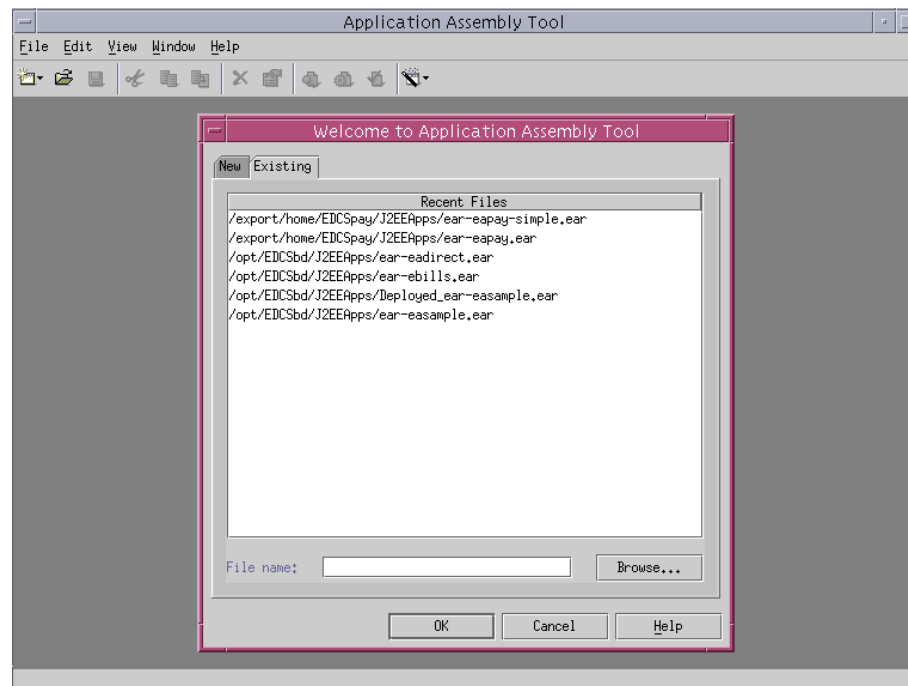 Application Assembly Tool
File Edit View Window Help
Welcome to Application Assembly Tool
New Existing
Recent Files
/export/home/EDCSpay/J2EEApps/ear-eapay-simple.ear
/export/home/EDCSpay/J2EEApps/ear-eapay.ear
/opt/EDCSbd/J2EEApps/ear-eadirect.ear
/opt/EDCSbd/J2EEApps/ear-ebills.ear
/opt/EDCSbd/J2EEApps/Deployed_ear-easample.ear
/opt/EDCSbd/J2EEApps/ear-easample.ear
File name: Browse...
OK Cancel Help